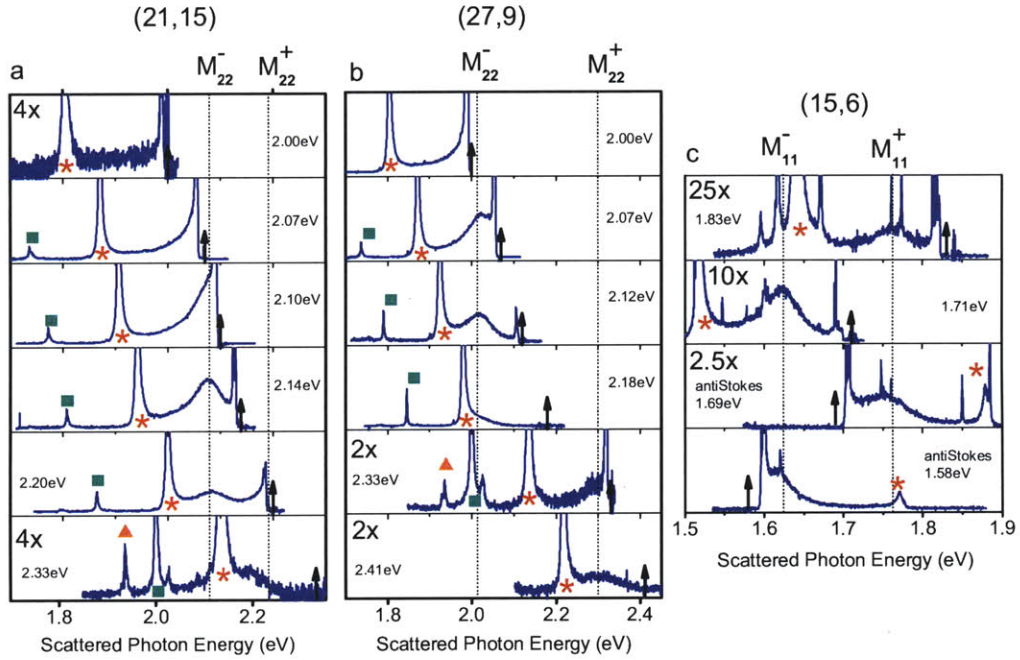 (21,15)
(27,9)
(15,6)
a
M₂₂⁻
M₂₂⁺
4x
2.00eV
2.07eV
2.10eV
2.14eV
2.20eV
4x
2.33eV
1.8
2.0
2.2
Scattered Photon Energy (eV)
b
M₂₂⁻
M₂₂⁺
2.00eV
2.07eV
2.12eV
2.18eV
2x
2.33eV
2x
2.41eV
1.8
2.0
2.2
2.4
Scattered Photon Energy (eV)
c
M₁₁⁻
M₁₁⁺
25x
1.83eV
10x
1.71eV
2.5x
antiStokes
1.69eV
antiStokes
1.58eV
1.5
1.6
1.7
1.8
1.9
Scattered Photon Energy (eV)